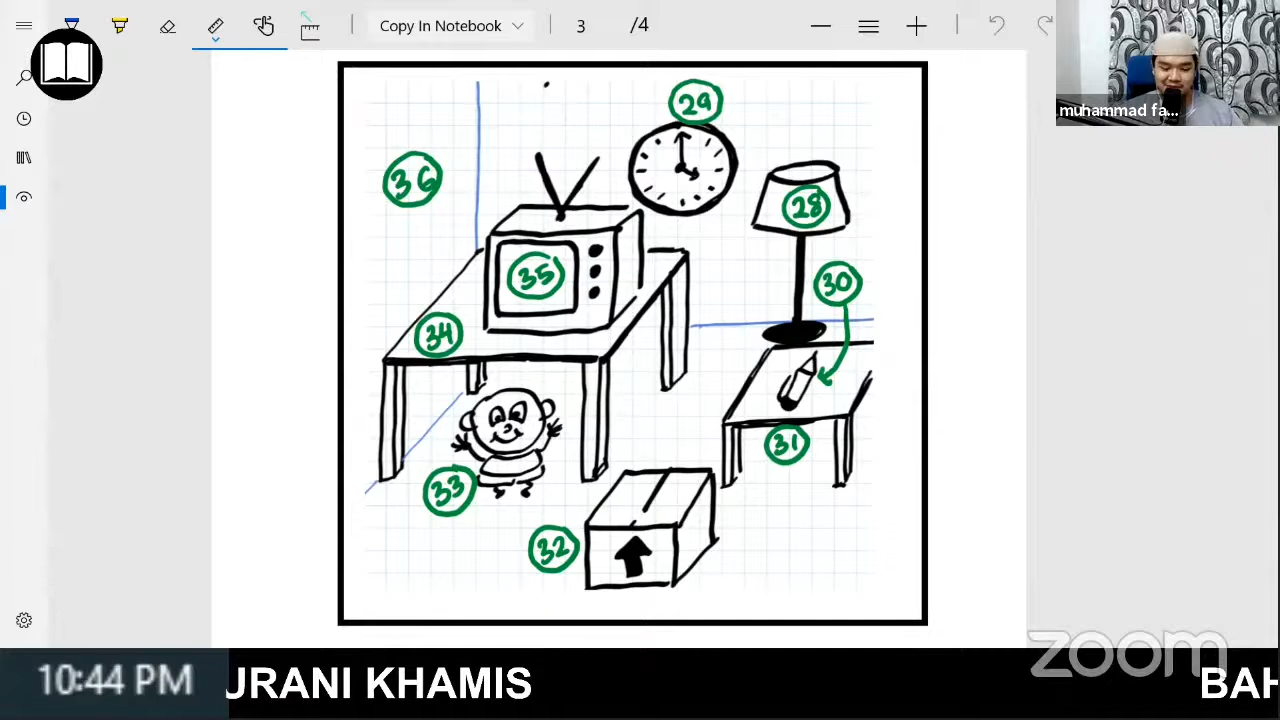 Copy In Notebook
3 /4
muhammad fa...
29
36
28
35
30
34
31
33
32
zoom
10:44 PM
JRANI KHAMIS
BAH